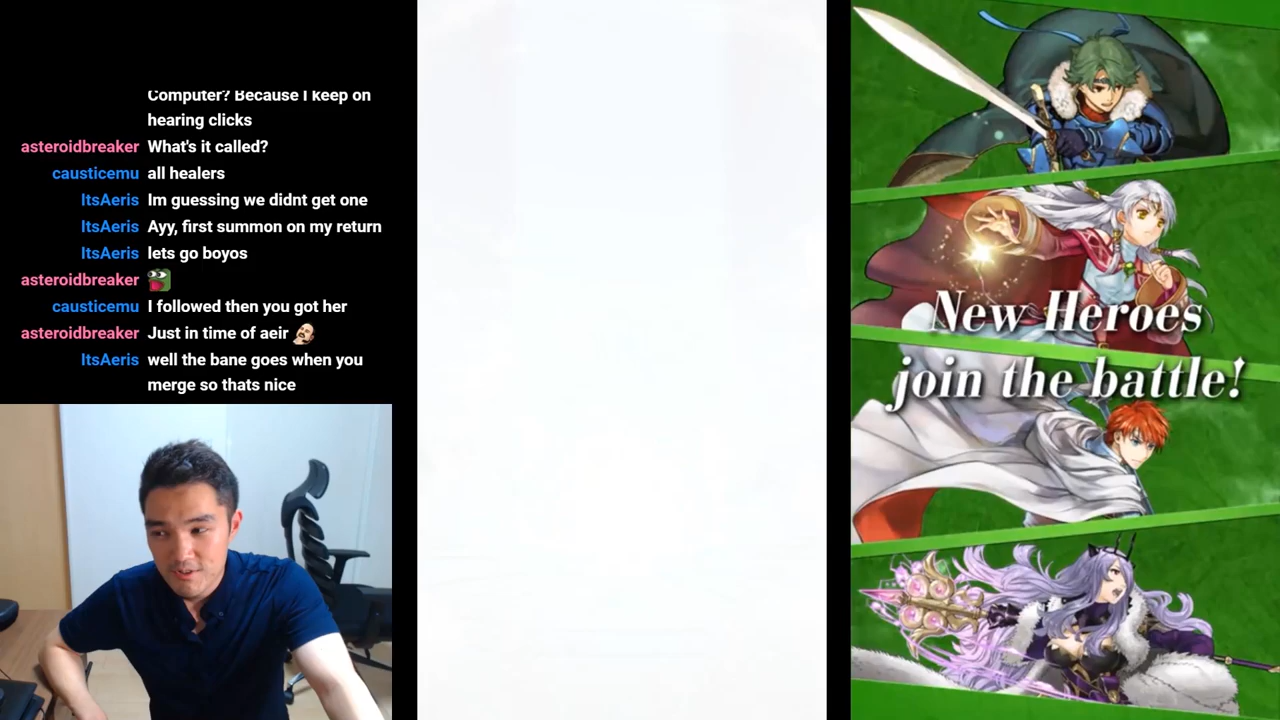 Computer? Because I keep on
hearing clicks
asteroidbreaker What's it called?
causticemu all healers
ItsAeris Im guessing we didnt get one
ItsAeris Ayy, first summon on my return
ItsAeris lets go boyos
asteroidbreaker
causticemu I followed then you got her
asteroidbreaker Just in time of aeir
ItsAeris well the bane goes when you
merge so thats nice
New Heroes
join the battle!